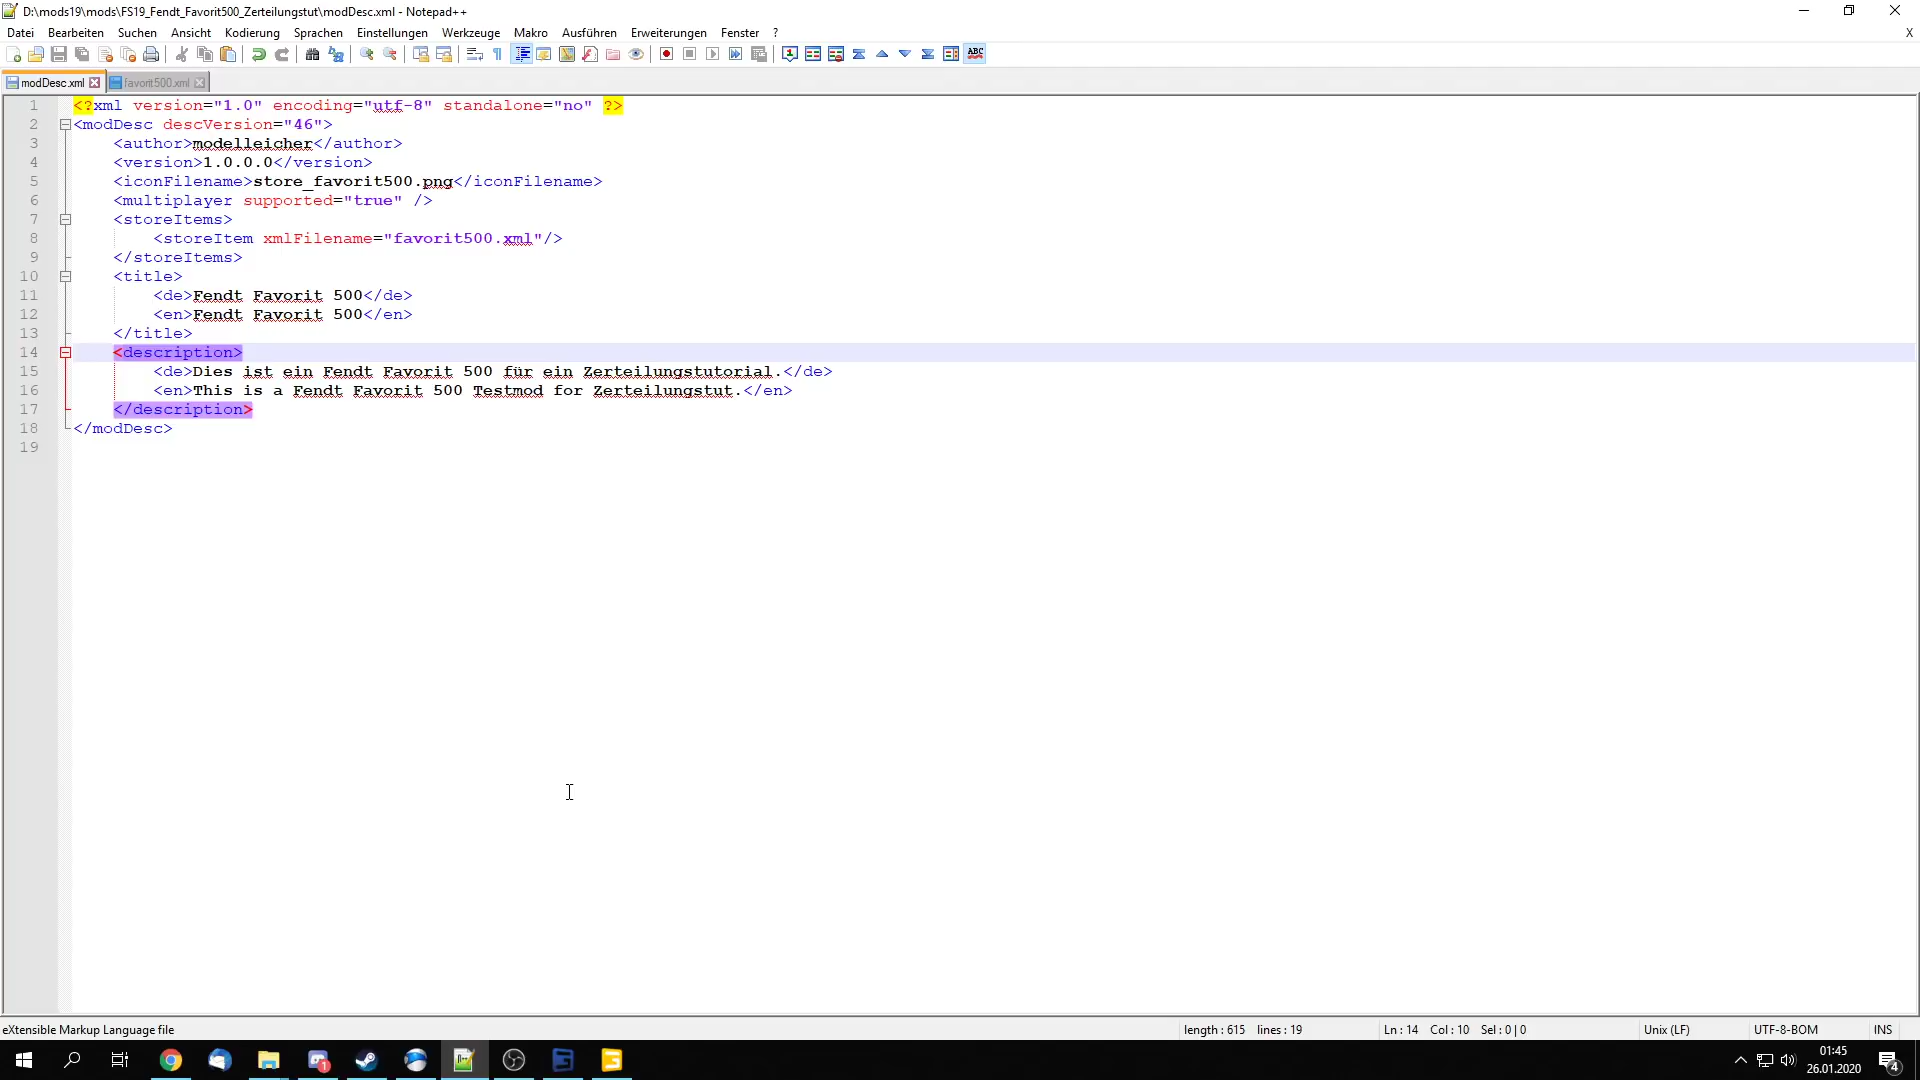 D:\mods19\mods\FS19_Fendt_Favorit500_Zerteilungstut\modDesc.xml - Notepad++
Datei Bearbeiten Suchen Ansicht Kodierung Sprachen Einstellungen Werkzeuge Makro Ausführen Erweiterungen Fenster ? X
modDesc.xml favorit500.xml
1 <?xml version="1.0" encoding="utf-8" standalone="no" ?>
2 <modDesc descVersion="46">
3 <author>modelleicher</author>
4 <version>1.0.0.0</version>
5 <iconFilename>store_favorit500.png</iconFilename>
6 <multiplayer supported="true" />
7 <storeItems>
8 <storeItem xmlFilename="favorit500.xml"/>
9 </storeItems>
10 <title>
11 <de>Fendt Favorit 500</de>
12 <en>Fendt Favorit 500</en>
13 </title>
14 <description>
15 <de>Dies ist ein Fendt Favorit 500 für ein Zerteilungstutorial.</de>
16 <en>This is a Fendt Favorit 500 Testmod for Zerteilungstut.</en>
17 </description>
18 </modDesc>
19
eXtensible Markup Language file length : 615 lines : 19 Ln : 14 Col : 10 Sel : 0 | 0 Unix (LF) UTF-8-BOM INS
01:45
26.01.2020
1
4